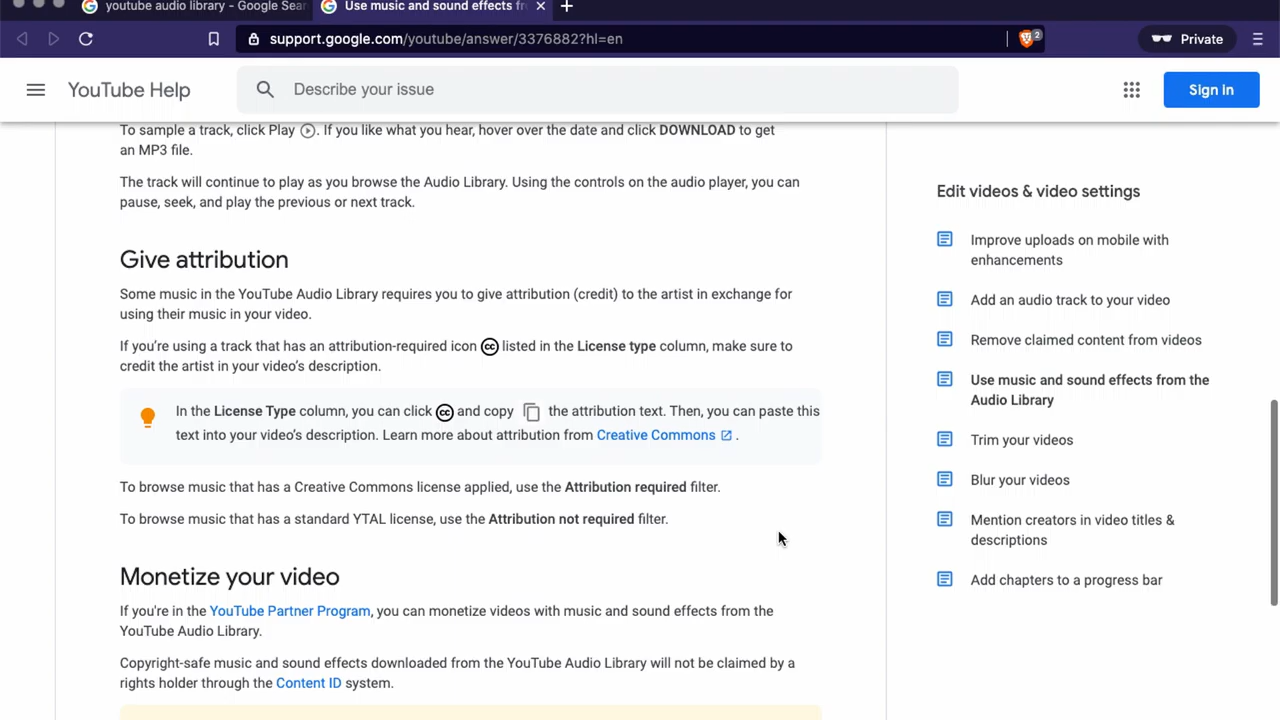 youtube audio library - Google Sear
Use music and sound effects fr
support.google.com/youtube/answer/3376882?hl=en
2
Private
YouTube Help
Describe your issue
Sign in
To sample a track, click Play . If you like what you hear, hover over the date and click DOWNLOAD to get
an MP3 file.
The track will continue to play as you browse the Audio Library. Using the controls on the audio player, you can
pause, seek, and play the previous or next track.
Give attribution
Some music in the YouTube Audio Library requires you to give attribution (credit) to the artist in exchange for
using their music in your video.
If you’re using a track that has an attribution-required icon cc listed in the License type column, make sure to
credit the artist in your video’s description.
In the License Type column, you can click cc and copy the attribution text. Then, you can paste this
text into your video’s description. Learn more about attribution from Creative Commons .
To browse music that has a Creative Commons license applied, use the Attribution required filter.
To browse music that has a standard YTAL license, use the Attribution not required filter.
Monetize your video
If you're in the YouTube Partner Program, you can monetize videos with music and sound effects from the
YouTube Audio Library.
Copyright-safe music and sound effects downloaded from the YouTube Audio Library will not be claimed by a
rights holder through the Content ID system.
Edit videos & video settings
Improve uploads on mobile with
enhancements
Add an audio track to your video
Remove claimed content from videos
Use music and sound effects from the
Audio Library
Trim your videos
Blur your videos
Mention creators in video titles &
descriptions
Add chapters to a progress bar